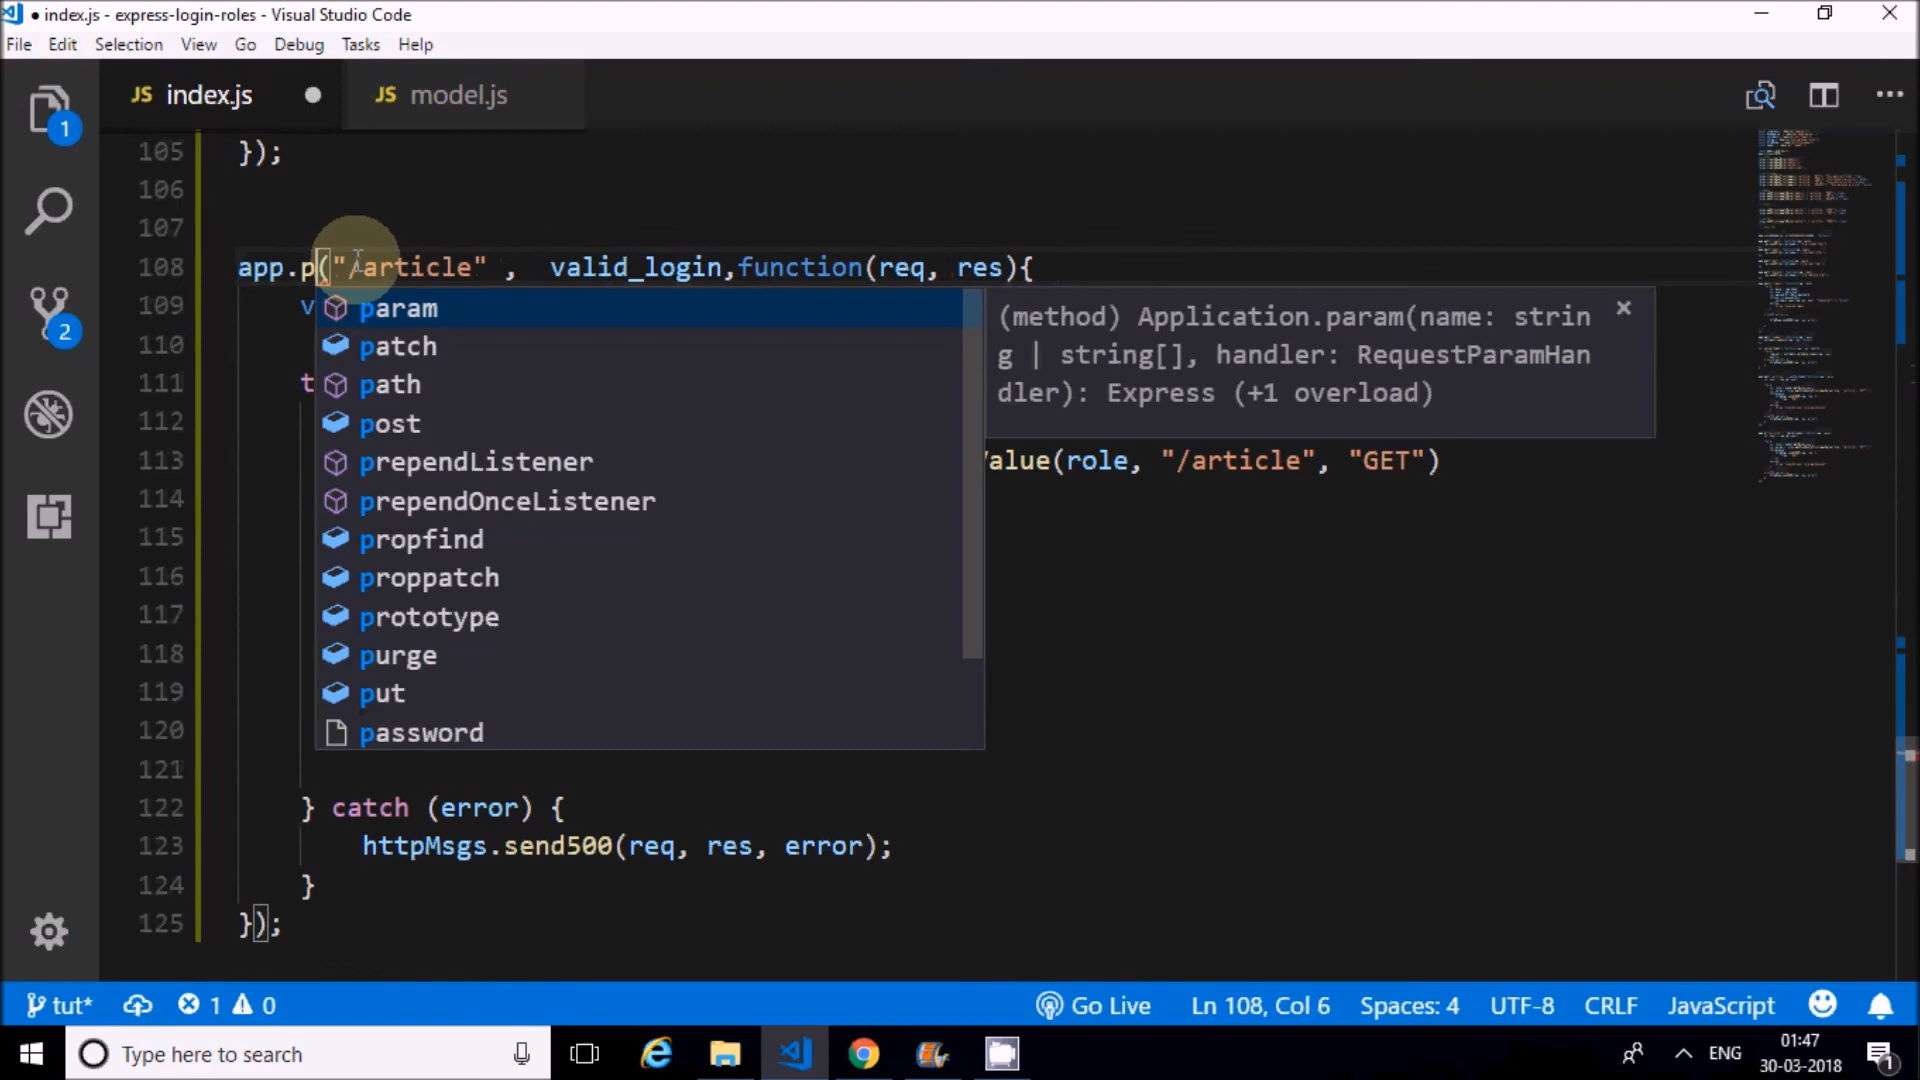 ● index.js - express-login-roles - Visual Studio Code
File Edit Selection View Go Debug Tasks Help
1
JS index.js
JS model.js
105 });
106
107
108 app.p("/article" , valid_login,function(req, res){
109 v
110
111 t
112
113 alue(role, "/article", "GET")
114
115
116
117
118
119
120
121
122 } catch (error) {
123 httpMsgs.send500(req, res, error);
124 }
125 });
param
patch
path
post
prependListener
prependOnceListener
propfind
proppatch
prototype
purge
put
password
(method) Application.param(name: strin
g | string[], handler: RequestParamHan
dler): Express (+1 overload)
2
tut* 1 0 Go Live Ln 108, Col 6 Spaces: 4 UTF-8 CRLF JavaScript
Type here to search
ENG
01:47
30-03-2018
1